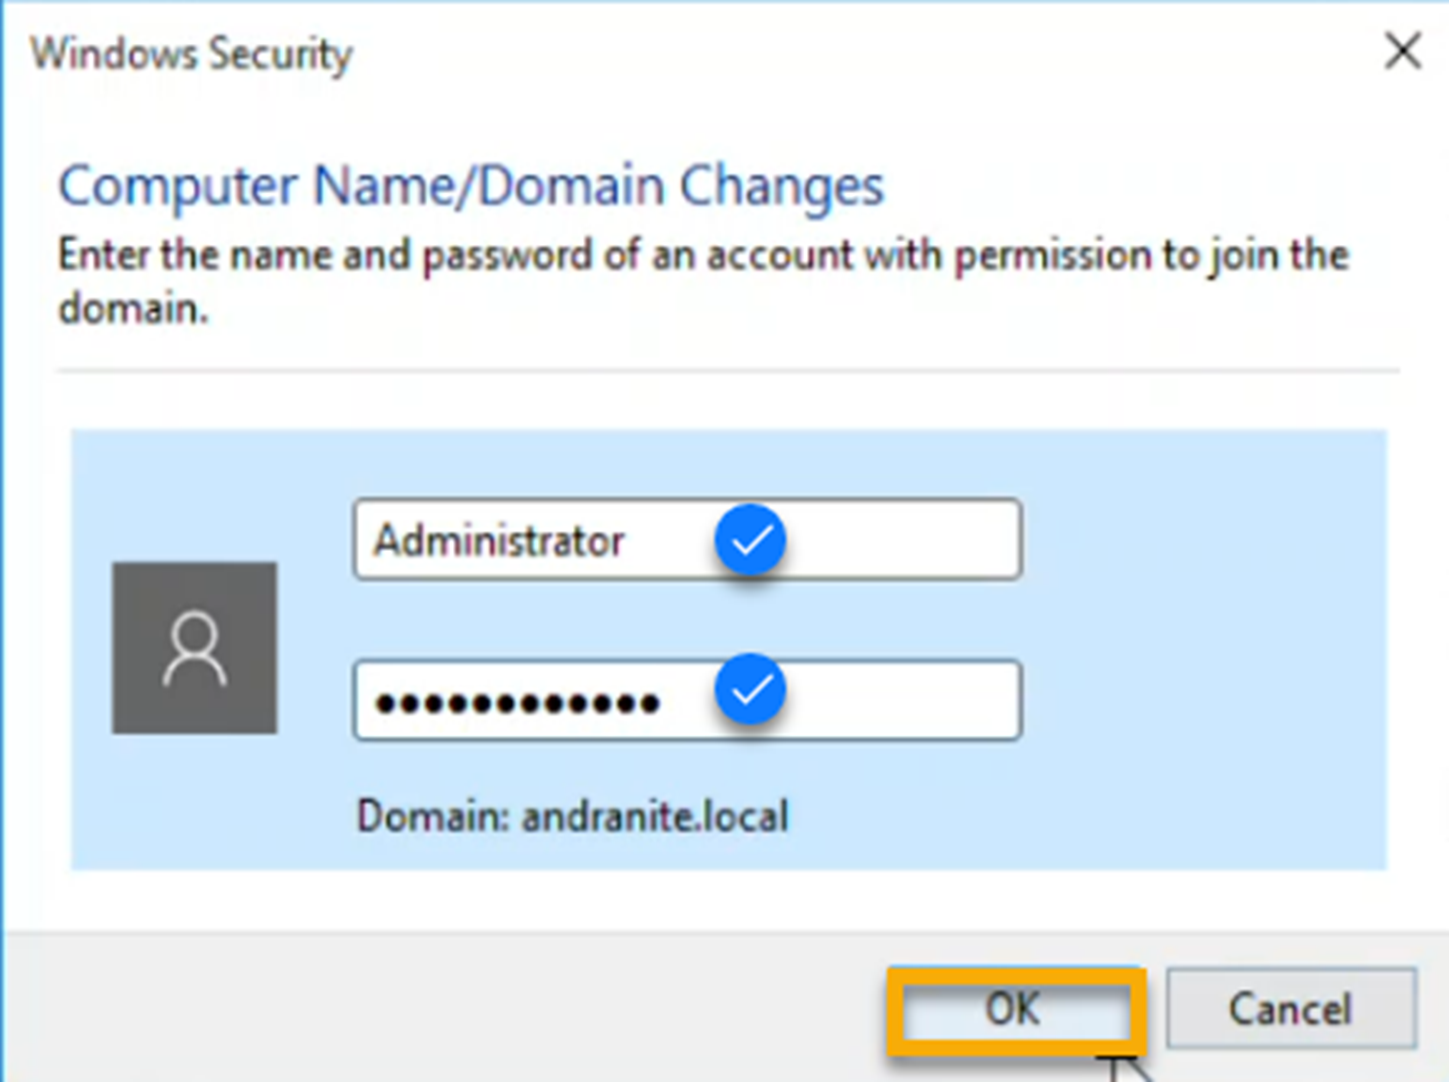 Windows Security
Computer Name/Domain Changes
Enter the name and password of an account with permission to join the
domain.
Administrator
●●●●●●●●●●●●
Domain: andranite.local
OK
Cancel